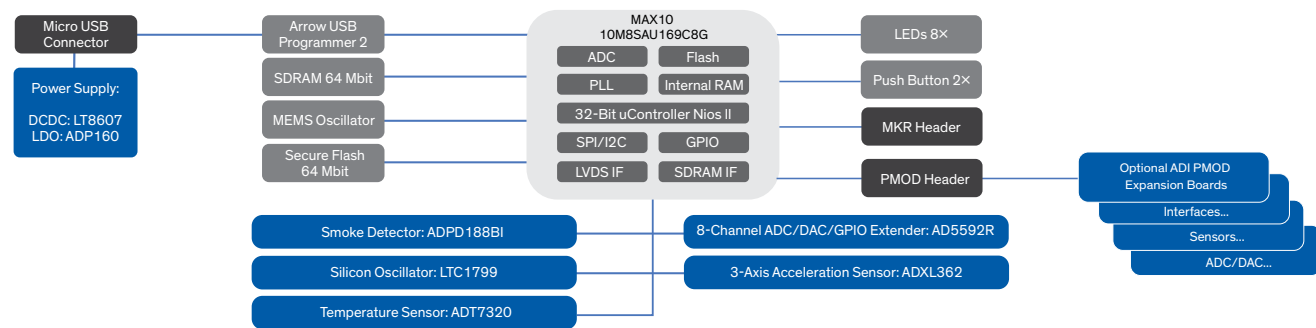 Micro USB
Connector
Power Supply:
DCDC: LT8607
LDO: ADP160
Arrow USB
Programmer 2
SDRAM 64 Mbit
MEMS Oscillator
Secure Flash
64 Mbit
MAX10
10M8SAU169C8G
ADC
Flash
PLL
Internal RAM
32-Bit uController Nios II
SPI/I2C
GPIO
LVDS IF
SDRAM IF
LEDs 8×
Push Button 2×
MKR Header
PMOD Header
Optional ADI PMOD
Expansion Boards
Interfaces...
Sensors...
ADC/DAC...
Smoke Detector: ADPD188BI
8-Channel ADC/DAC/GPIO Extender: AD5592R
Silicon Oscillator: LTC1799
3-Axis Acceleration Sensor: ADXL362
Temperature Sensor: ADT7320